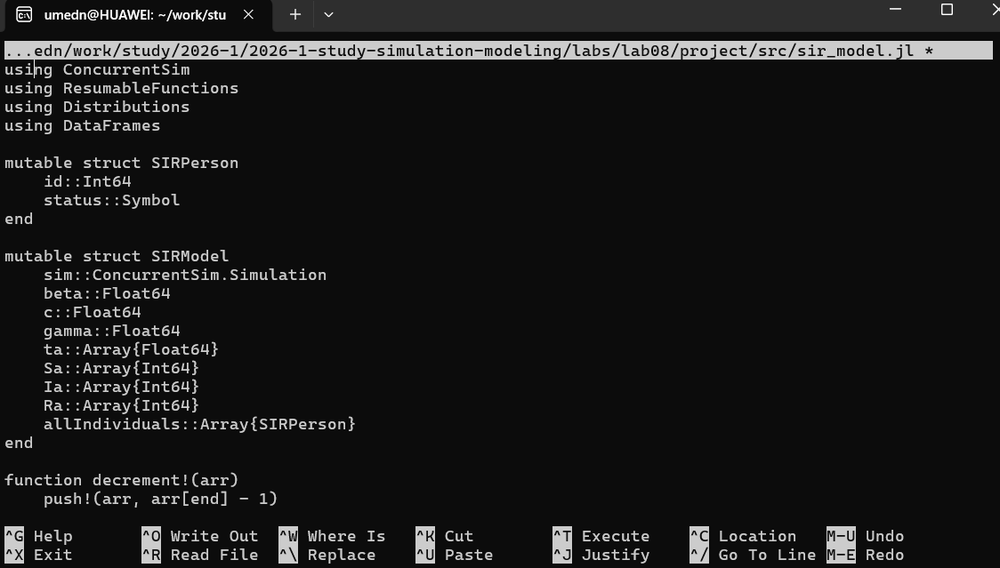 umedn@HUAWEI: ~/work/stu
...edn/work/study/2026-1/2026-1-study-simulation-modeling/labs/lab08/project/src/sir_model.jl *
using ConcurrentSim
using ResumableFunctions
using Distributions
using DataFrames
mutable struct SIRPerson
    id::Int64
    status::Symbol
end
mutable struct SIRModel
    sim::ConcurrentSim.Simulation
    beta::Float64
    c::Float64
    gamma::Float64
    ta::Array{Float64}
    Sa::Array{Int64}
    Ia::Array{Int64}
    Ra::Array{Int64}
    allIndividuals::Array{SIRPerson}
end
function decrement!(arr)
    push!(arr, arr[end] - 1)
^G Help ^O Write Out ^W Where Is ^K Cut ^T Execute ^C Location M-U Undo
^X Exit ^R Read File ^\ Replace ^U Paste ^J Justify ^/ Go To Line M-E Redo